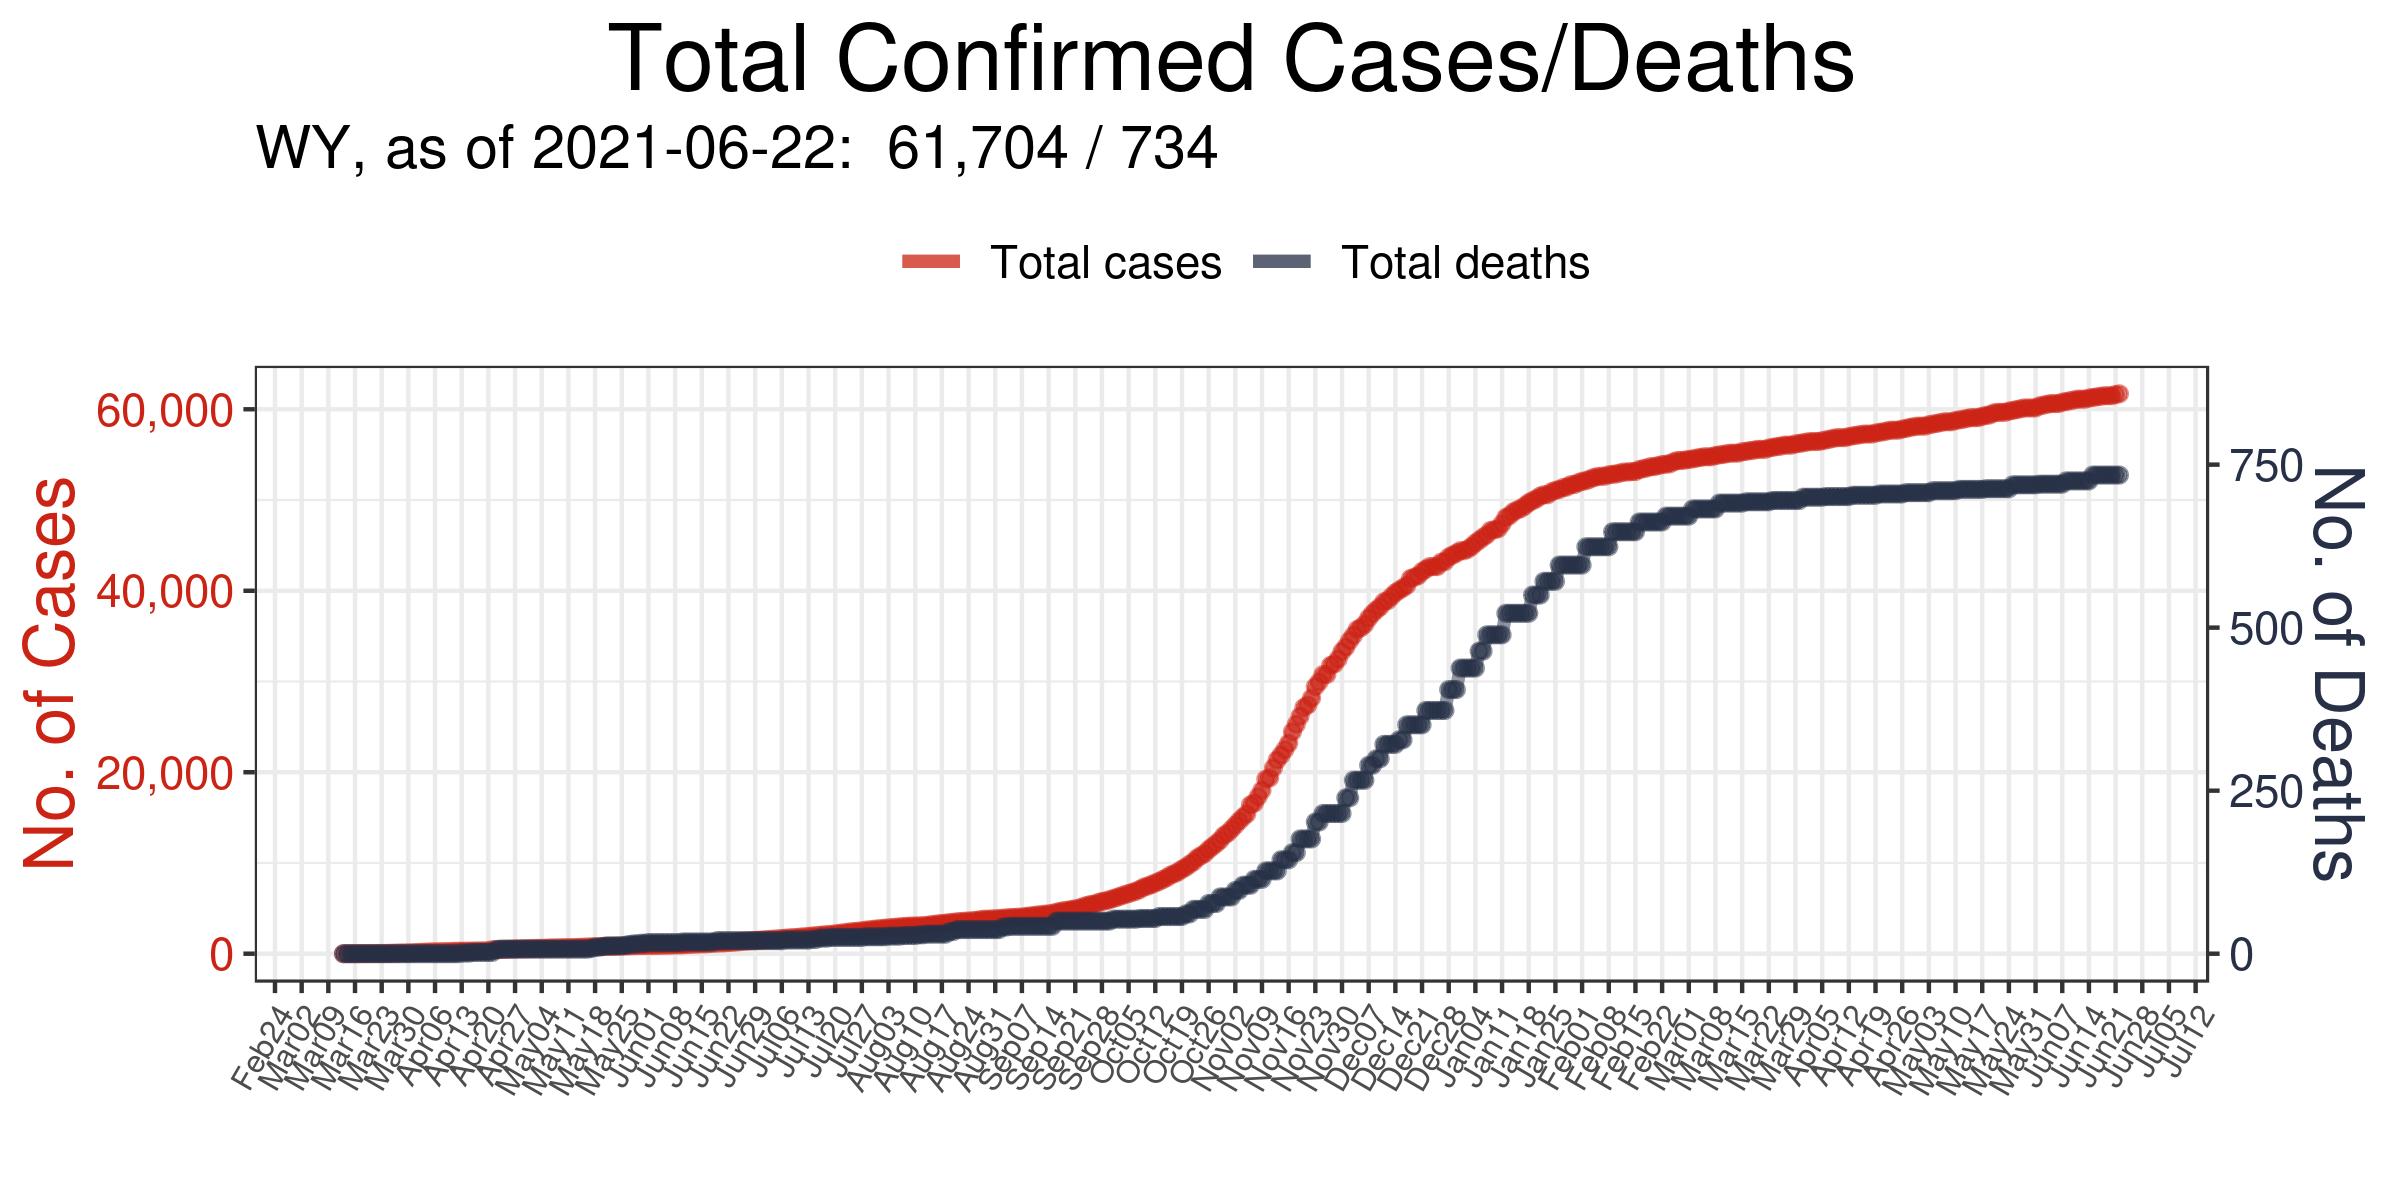 Total Confirmed Cases/Deaths
WY, as of 2021-06-22:  61,704 / 734
Total cases
Total deaths
No. of Cases
60,000
40,000
20,000
0
750
500
250
0
No. of Deaths
Feb24
Mar02
Mar09
Mar16
Mar23
Mar30
Apr06
Apr13
Apr20
Apr27
May04
May11
May18
May25
Jun01
Jun08
Jun15
Jun22
Jun29
Jul06
Jul13
Jul20
Jul27
Aug03
Aug10
Aug17
Aug24
Aug31
Sep07
Sep14
Sep21
Sep28
Oct05
Oct12
Oct19
Oct26
Nov02
Nov09
Nov16
Nov23
Nov30
Dec07
Dec14
Dec21
Dec28
Jan04
Jan11
Jan18
Jan25
Feb01
Feb08
Feb15
Feb22
Mar01
Mar08
Mar15
Mar22
Mar29
Apr05
Apr12
Apr19
Apr26
May03
May10
May17
May24
May31
Jun07
Jun14
Jun21
Jun28
Jul05
Jul12